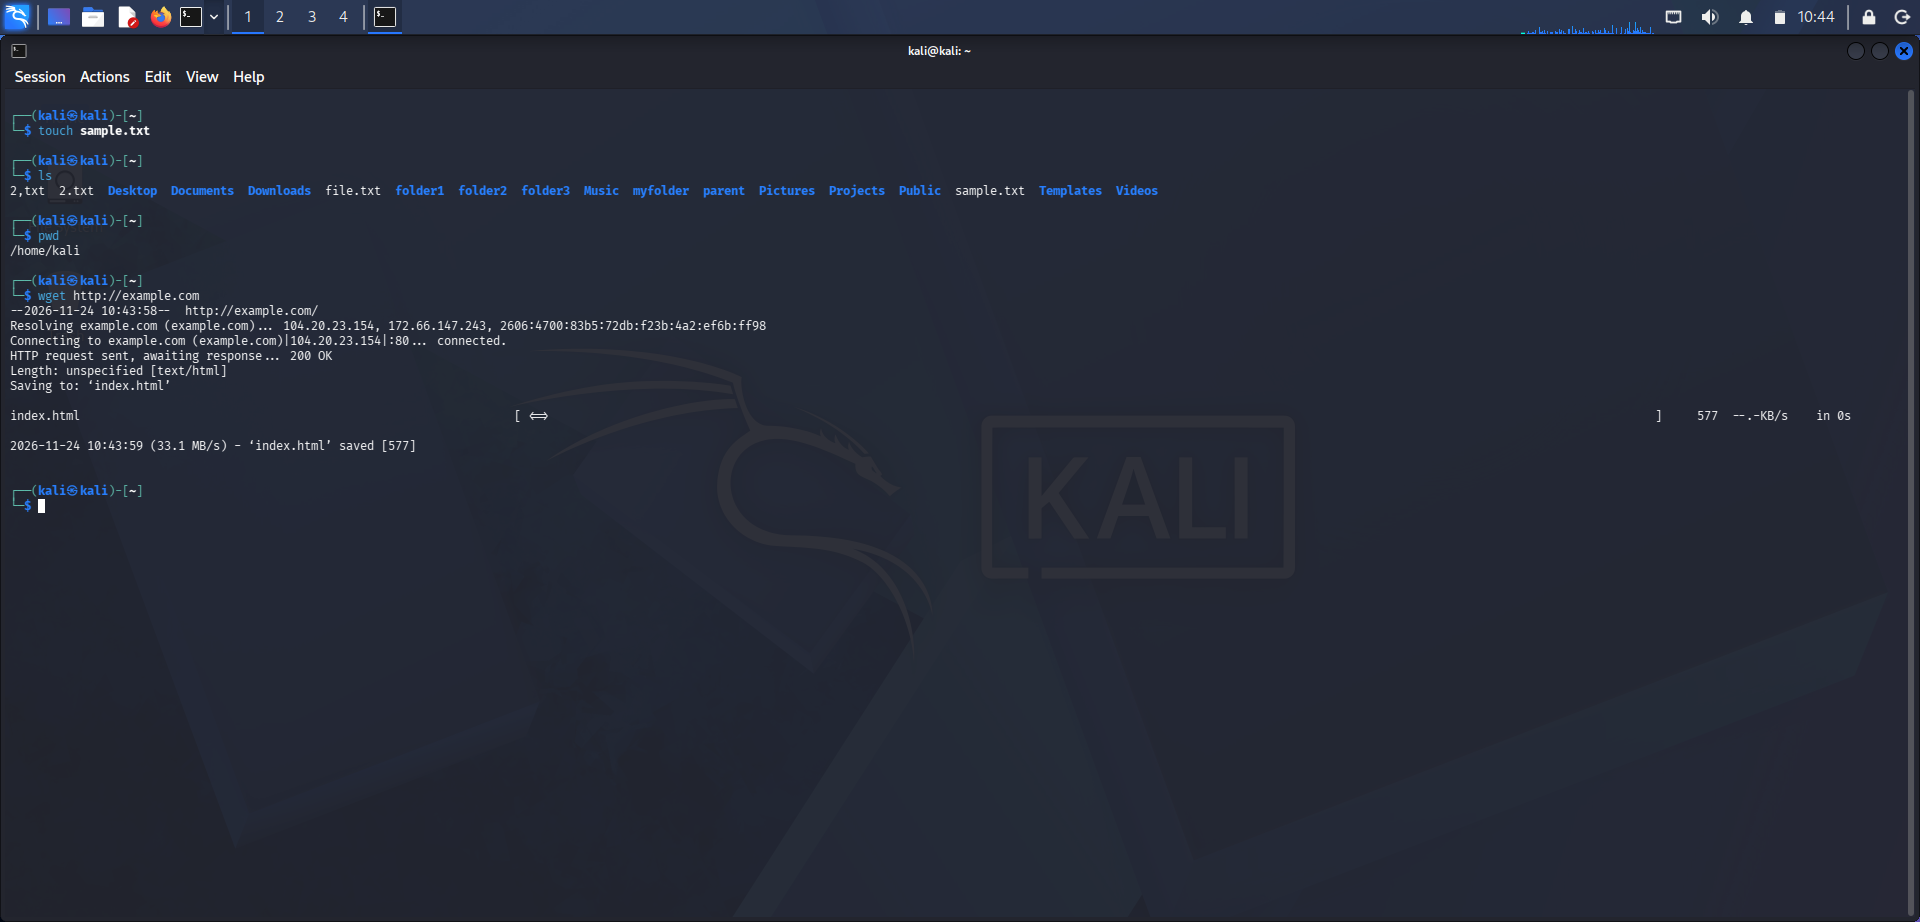 1 2 3 4 10:44
kali@kali: ~
Session Actions Edit View Help
┌──(kali㉿kali)-[~]
└─$ touch sample.txt
┌──(kali㉿kali)-[~]
└─$ ls
2,txt 2.txt Desktop Documents Downloads file.txt folder1 folder2 folder3 Music myfolder parent Pictures Projects Public sample.txt Templates Videos
┌──(kali㉿kali)-[~]
└─$ pwd
/home/kali
┌──(kali㉿kali)-[~]
└─$ wget http://example.com
--2026-11-24 10:43:58-- http://example.com/
Resolving example.com (example.com)... 104.20.23.154, 172.66.147.243, 2606:4700:83b5:72db:f23b:4a2:ef6b:ff98
Connecting to example.com (example.com)|104.20.23.154|:80... connected.
HTTP request sent, awaiting response... 200 OK
Length: unspecified [text/html]
Saving to: ‘index.html’
index.html [ <=> ] 577 --.-KB/s in 0s
2026-11-24 10:43:59 (33.1 MB/s) - ‘index.html’ saved [577]
┌──(kali㉿kali)-[~]
└─$
KALI